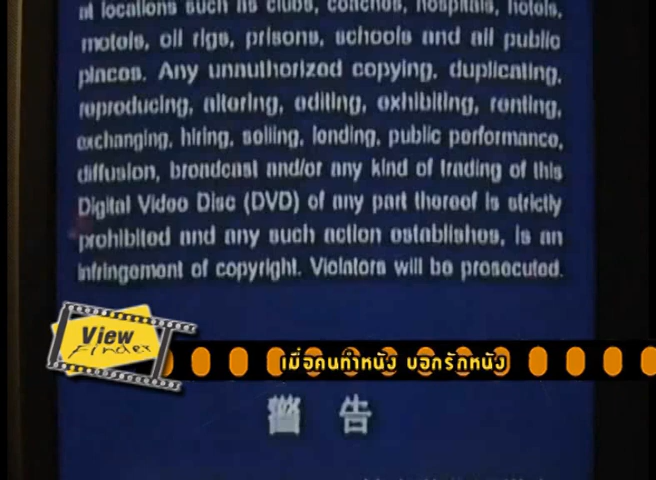 at locations such as clubs, coaches, hospitals, hotels,
motels, oil rigs, prisons, schools and all public
places. Any unauthorized copying, duplicating,
reproducing, altering, editing, exhibiting, renting,
exchanging, hiring, selling, lending, public performance,
diffusion, broadcast and/or any kind of trading of this
Digital Video Disc (DVD) of any part thereof is strictly
prohibited and any such action establishes, is an
infringement of copyright. Violators will be prosecuted.
View
Finder
เมื่อคนทำหนัง บอกรักหนัง
警 告